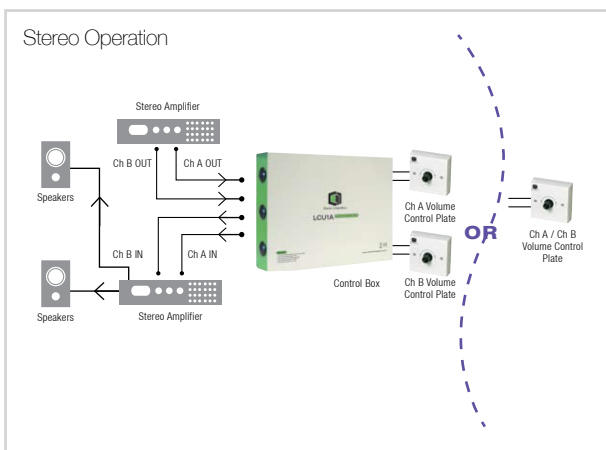 Stereo Operation
Stereo Amplifier
Ch B OUT
Ch A OUT
Speakers
LCU1A
Ch A Volume
Control Plate
OR
Ch A / Ch B
Volume Control
Plate
Ch B IN
Ch A IN
Control Box
Ch B Volume
Control Plate
Speakers
Stereo Amplifier